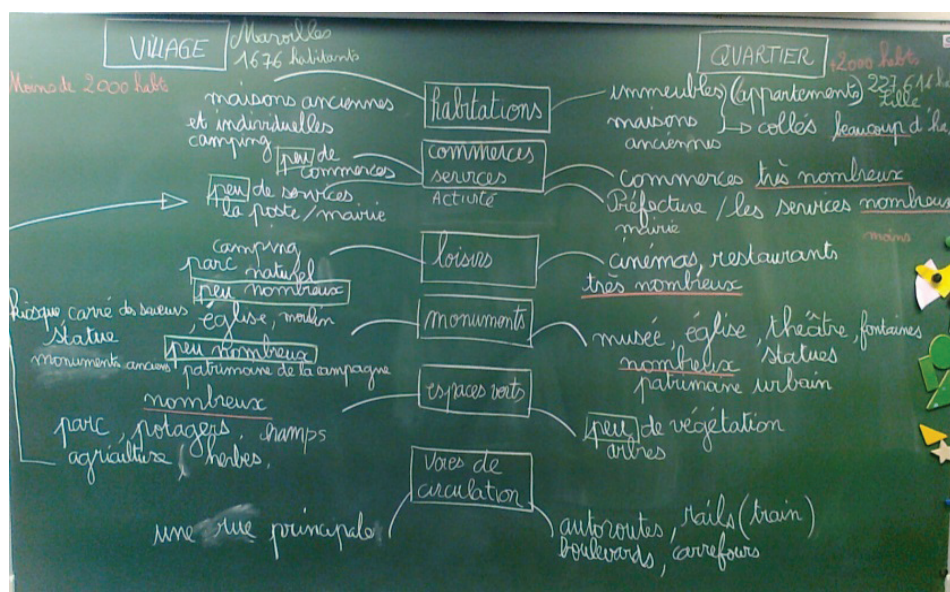 VILLAGE
Maroilles
1676 habitants
Moins de 2000 habts
QUARTIER
+2000 habts
Lille
habitations
maisons anciennes
et individuelles
camping
immeubles (appartements)
maisons
anciennes
→ collés beaucoup
commerces
services
Activité
peu de
commerces
peu de services
la poste / mairie
commerces très nombreux
Préfecture / les services nombreux
mairie
moins
loisirs
camping
parc naturel
peu nombreux
cinémas, restaurants
très nombreux
monuments
kiosque carré des saveurs, église, moulin
statue
peu nombreux
monuments anciens
patrimoine de la campagne
musée, église, théâtre, fontaines
statues
nombreux
patrimoine urbain
espaces verts
nombreux
parc, potagers, champs
agriculture, herbes.
peu de végétation
arbres
voies de
circulation
une rue principale
autoroutes, rails (train)
boulevards, carrefours